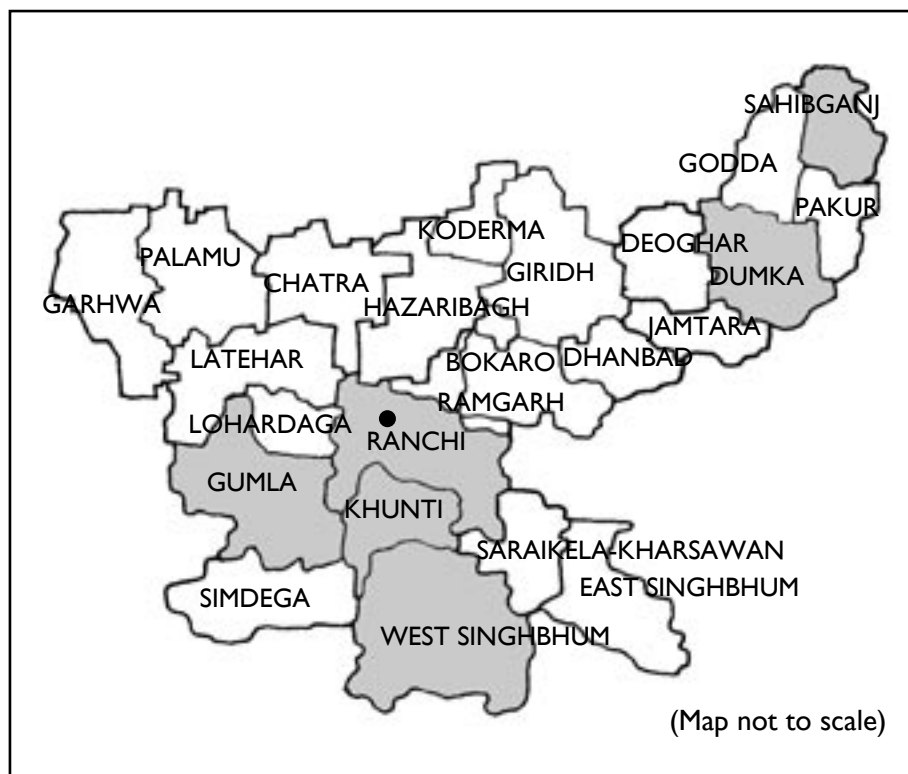 SAHIBGANJ
GODDA
PAKUR
KODERMA
DEOGHAR
PALAMU
GIRIDH
CHATRA
DUMKA
GARHWA
HAZARIBAGH
JAMTARA
LATEHAR
BOKARO
DHANBAD
RAMGARH
LOHARDAGA
RANCHI
GUMLA
KHUNTI
SARAIKELA-KHARSAWAN
EAST SINGHBHUM
SIMDEGA
WEST SINGHBHUM
(Map not to scale)